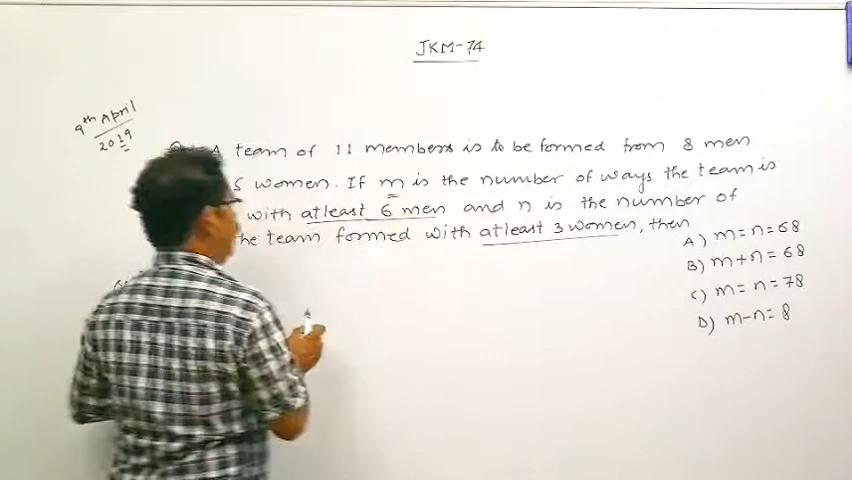 JKM-74
9th April
2019
A team of 11 members is to be formed from 8 men
5 women. If m is the number of ways the team is
with atleast 6 men and n is the number of
the team formed with atleast 3 women, then
A) m=n=68
B) m+n=68
C) m=n=78
D) m-n=8